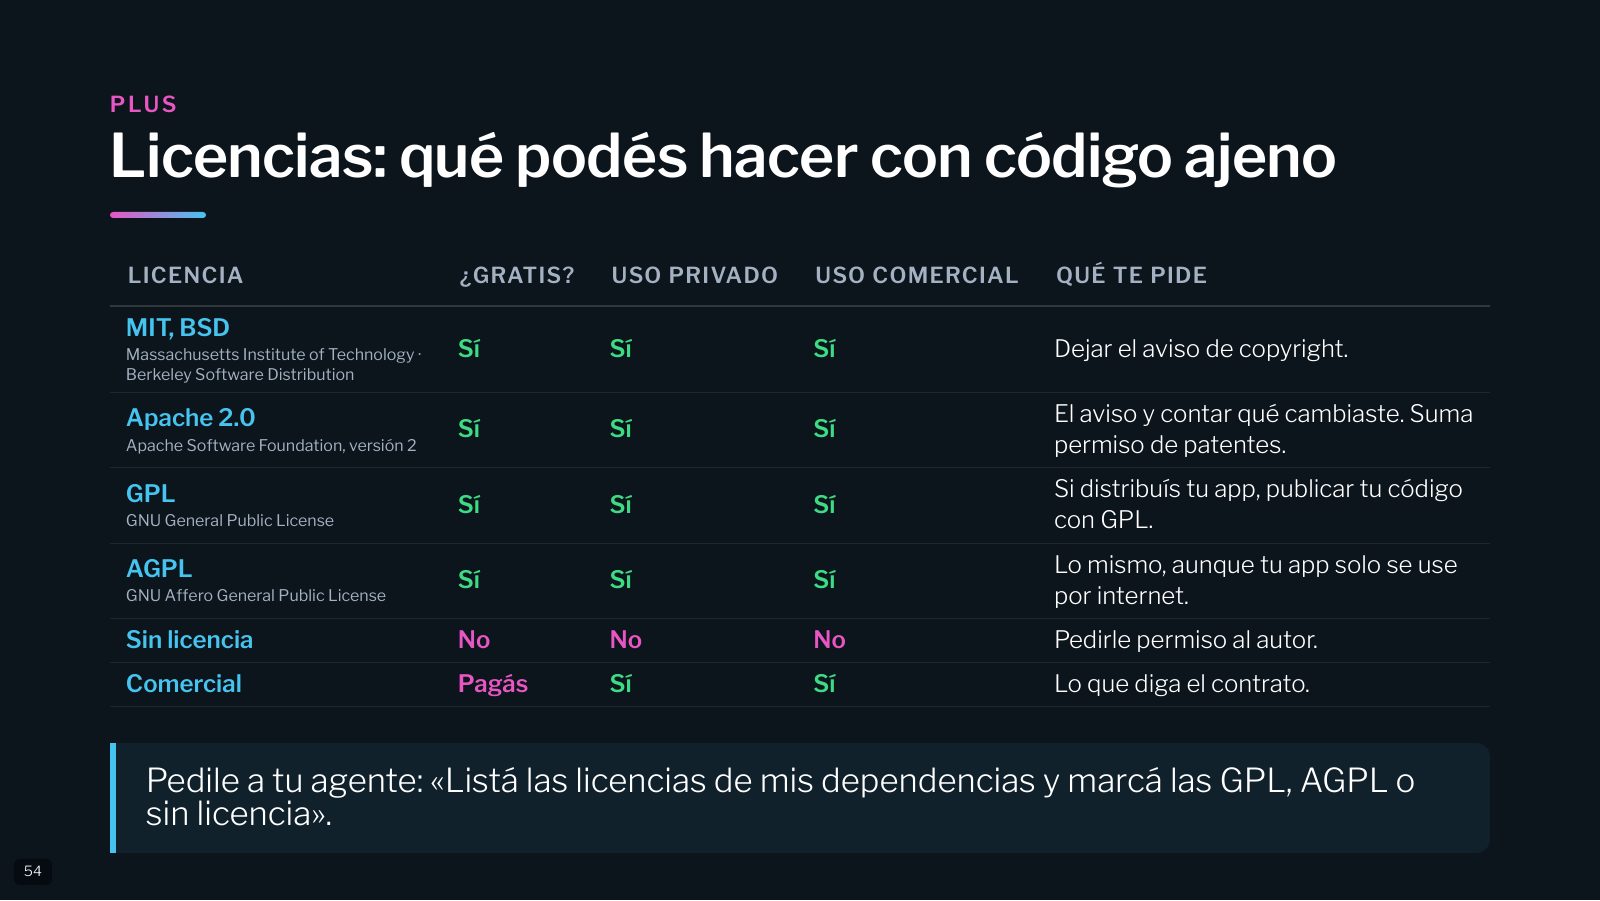 PLUS
Licencias: qué podés hacer con código ajeno
LICENCIA ¿GRATIS? USO PRIVADO USO COMERCIAL QUÉ TE PIDE
MIT, BSD
Massachusetts Institute of Technology ·
Berkeley Software Distribution
Sí Sí Sí Dejar el aviso de copyright.
Apache 2.0
Apache Software Foundation, versión 2
Sí Sí Sí
El aviso y contar qué cambiaste. Suma
permiso de patentes.
GPL
GNU General Public License
Sí Sí Sí
Si distribuís tu app, publicar tu código
con GPL.
AGPL
GNU Affero General Public License
Sí Sí Sí
Lo mismo, aunque tu app solo se use
por internet.
Sin licencia No No No Pedirle permiso al autor.
Comercial Pagás Sí Sí Lo que diga el contrato.
Pedile a tu agente: «Listá las licencias de mis dependencias y marcá las GPL, AGPL o
sin licencia».
54